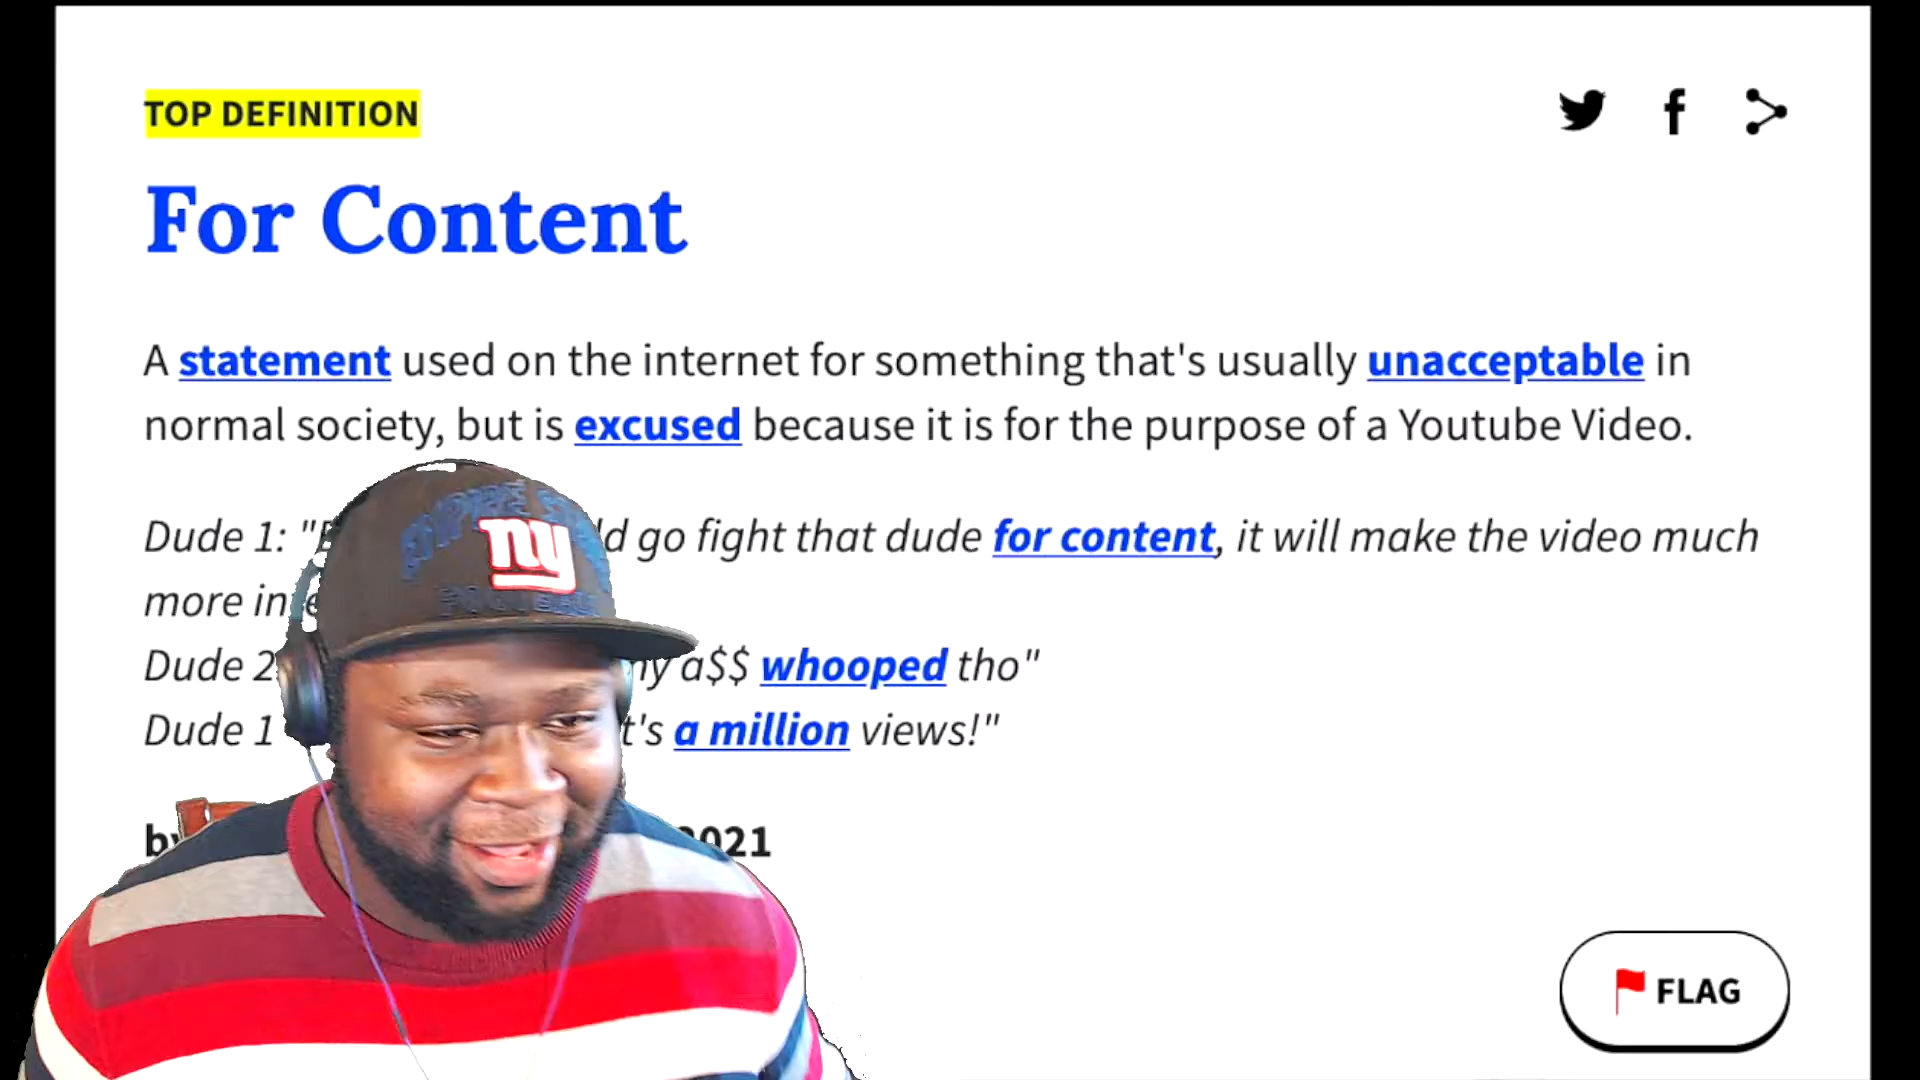 TOP DEFINITION
For Content
A statement used on the internet for something that's usually unacceptable in
normal society, but is excused because it is for the purpose of a Youtube Video.
Dude 1: " go fight that dude for content, it will make the video much
more
Dude 2 a$$ whooped tho"
Dude 1 a million views!"
2021
FLAG
ny